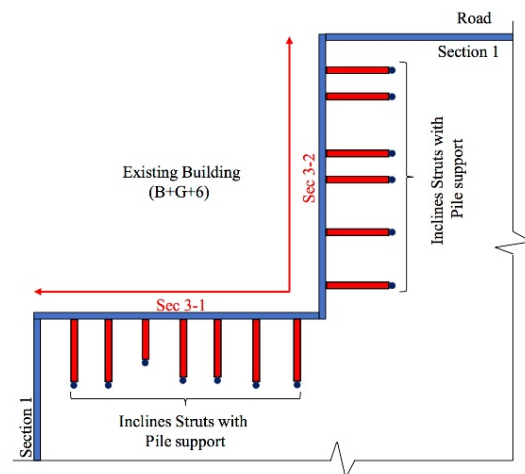 Road
Section 1
Existing Building
(B+G+6)
Sec 3-2
Inclines Struts with
Pile support
Sec 3-1
Inclines Struts with
Pile support
Section 1